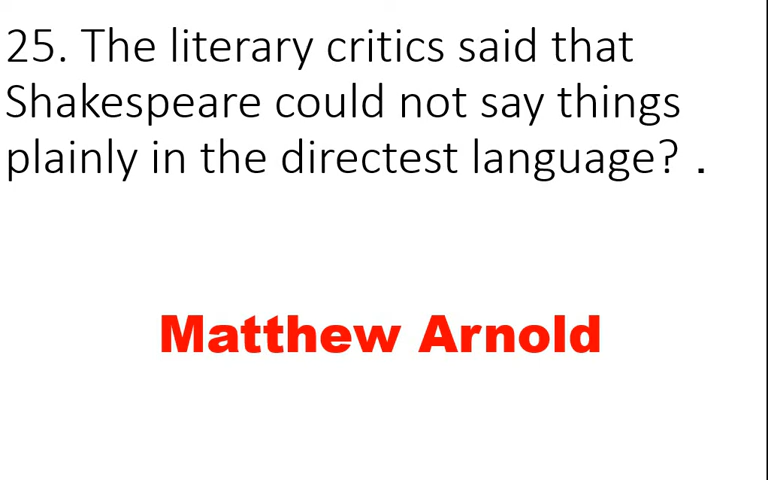 25. The literary critics said that
Shakespeare could not say things
plainly in the directest language? .
Matthew Arnold